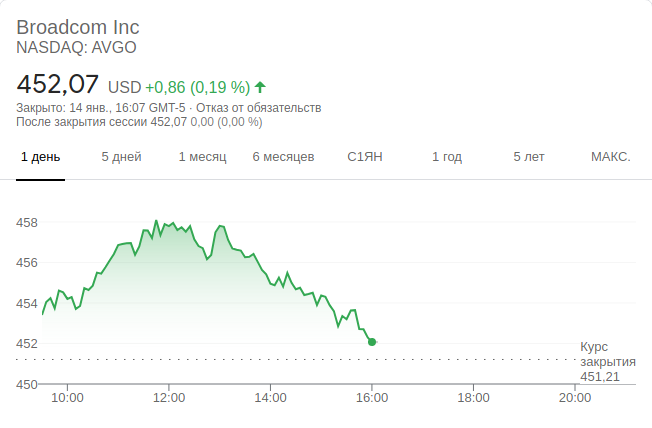 Broadcom Inc
NASDAQ: AVGO
452,07 USD +0,86 (0,19 %)
Закрыто: 14 янв., 16:07 GMT-5 · Отказ от обязательств
После закрытия сессии 452,07 0,00 (0,00 %)
1 день 5 дней 1 месяц 6 месяцев С1ЯН 1 год 5 лет МАКС.
458
456
454
452
450
Курс
закрытия
451,21
10:00 12:00 14:00 16:00 18:00 20:00